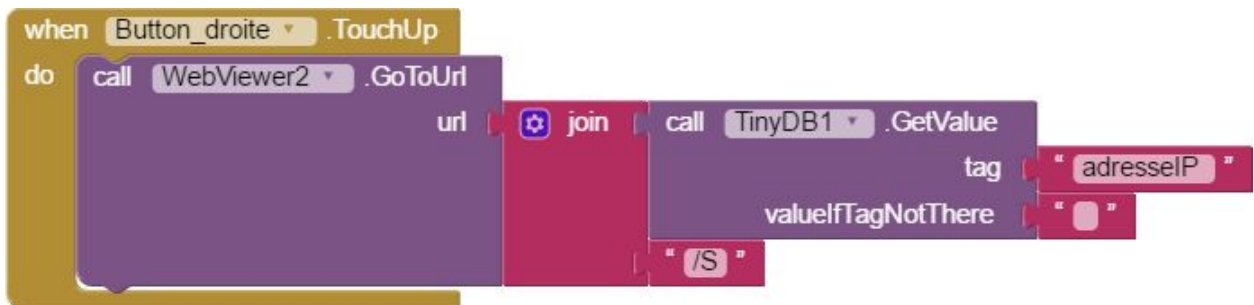 when Button_droite .TouchUp
do call WebViewer2 .GoToUrl
url join call TinyDB1 .GetValue
tag " adresseIP "
valueIfTagNotThere " "
" /S "